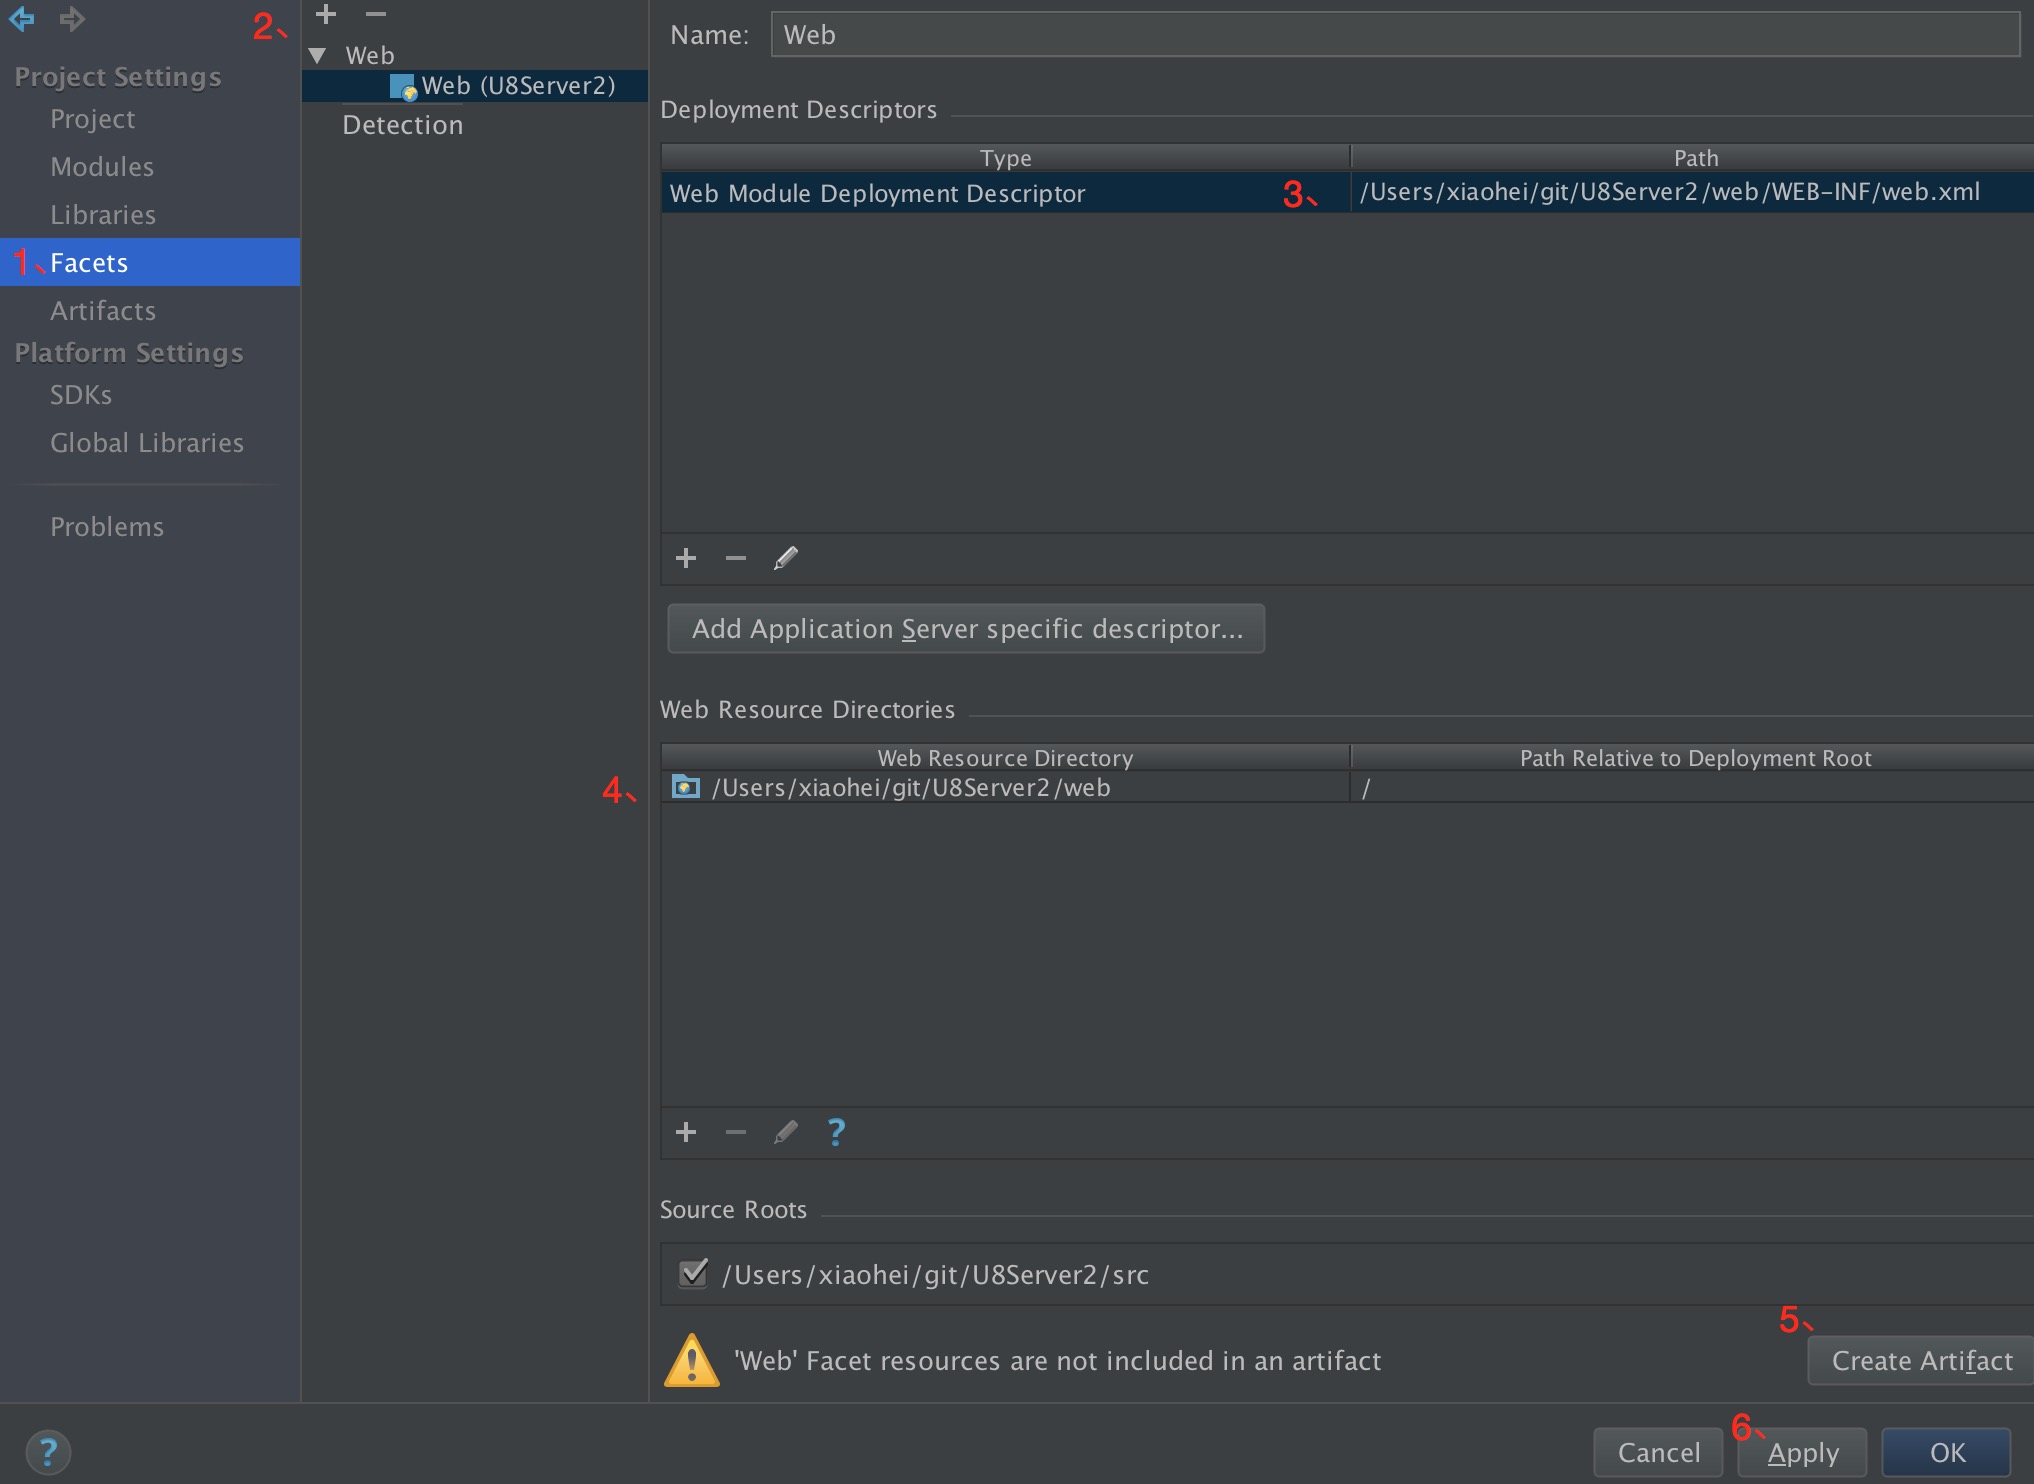 2、
Project Settings
Project
Modules
Libraries
1、Facets
Artifacts
Platform Settings
SDKs
Global Libraries
Problems
Web
Web (U8Server2)
Detection
Name: Web
Deployment Descriptors
Type Path
Web Module Deployment Descriptor 3、 /Users/xiaohei/git/U8Server2/web/WEB-INF/web.xml
Add Application Server specific descriptor...
Web Resource Directories
Web Resource Directory Path Relative to Deployment Root
4、 /Users/xiaohei/git/U8Server2/web /
?
Source Roots
/Users/xiaohei/git/U8Server2/src
5、
'Web' Facet resources are not included in an artifact Create Artifact
6、
? Cancel Apply OK